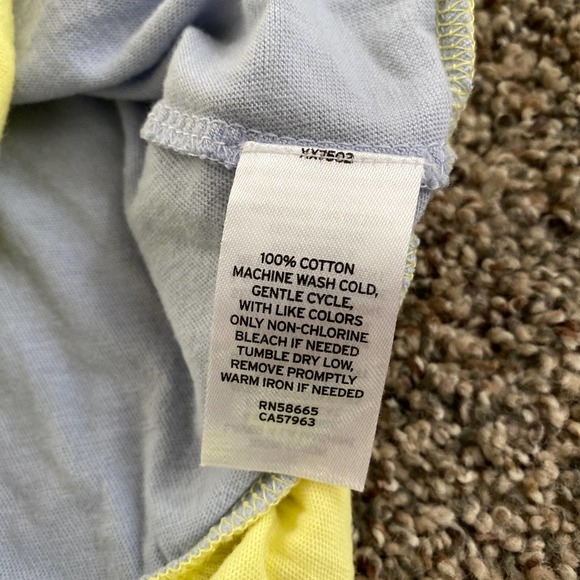 100% COTTON
MACHINE WASH COLD,
GENTLE CYCLE,
WITH LIKE COLORS
ONLY NON-CHLORINE
BLEACH IF NEEDED
TUMBLE DRY LOW,
REMOVE PROMPTLY
WARM IRON IF NEEDED
RN58665
CA57963